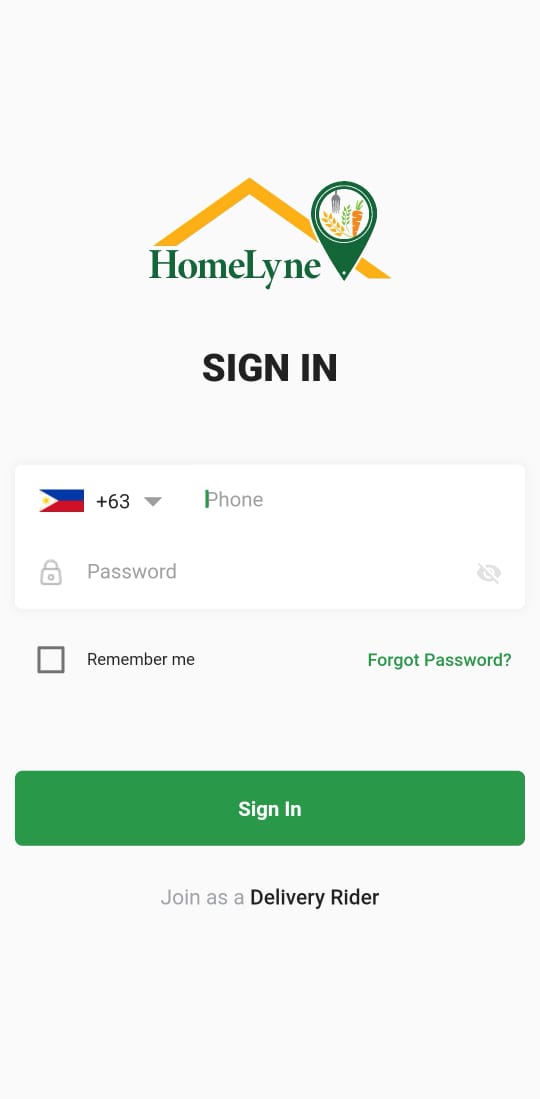 HomeLyne
SIGN IN
+63 Phone
Password
Remember me Forgot Password?
Sign In
Join as a Delivery Rider